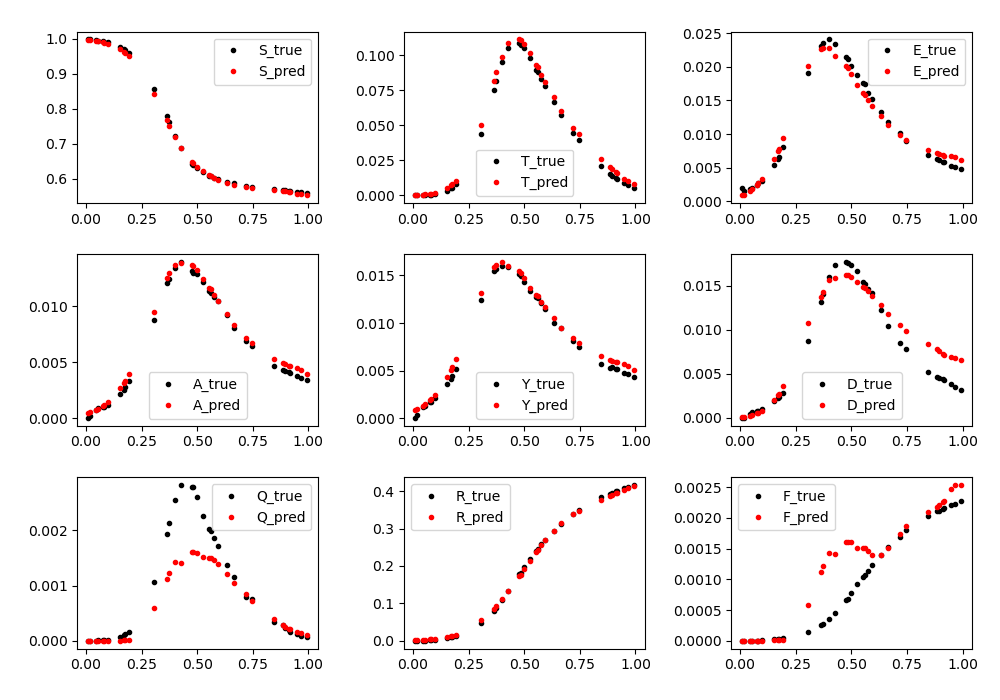 1.0
0.9
0.8
0.7
0.6
0.00 0.25 0.50 0.75 1.00
S_true
S_pred
0.100
0.075
0.050
0.025
0.000
0.00 0.25 0.50 0.75 1.00
T_true
T_pred
0.025
0.020
0.015
0.010
0.005
0.000
0.00 0.25 0.50 0.75 1.00
E_true
E_pred
0.010
0.005
0.000
0.00 0.25 0.50 0.75 1.00
A_true
A_pred
0.015
0.010
0.005
0.000
0.00 0.25 0.50 0.75 1.00
Y_true
Y_pred
0.015
0.010
0.005
0.000
0.00 0.25 0.50 0.75 1.00
D_true
D_pred
0.002
0.001
0.000
0.00 0.25 0.50 0.75 1.00
Q_true
Q_pred
0.4
0.3
0.2
0.1
0.0
0.00 0.25 0.50 0.75 1.00
R_true
R_pred
0.0025
0.0020
0.0015
0.0010
0.0005
0.0000
0.00 0.25 0.50 0.75 1.00
F_true
F_pred